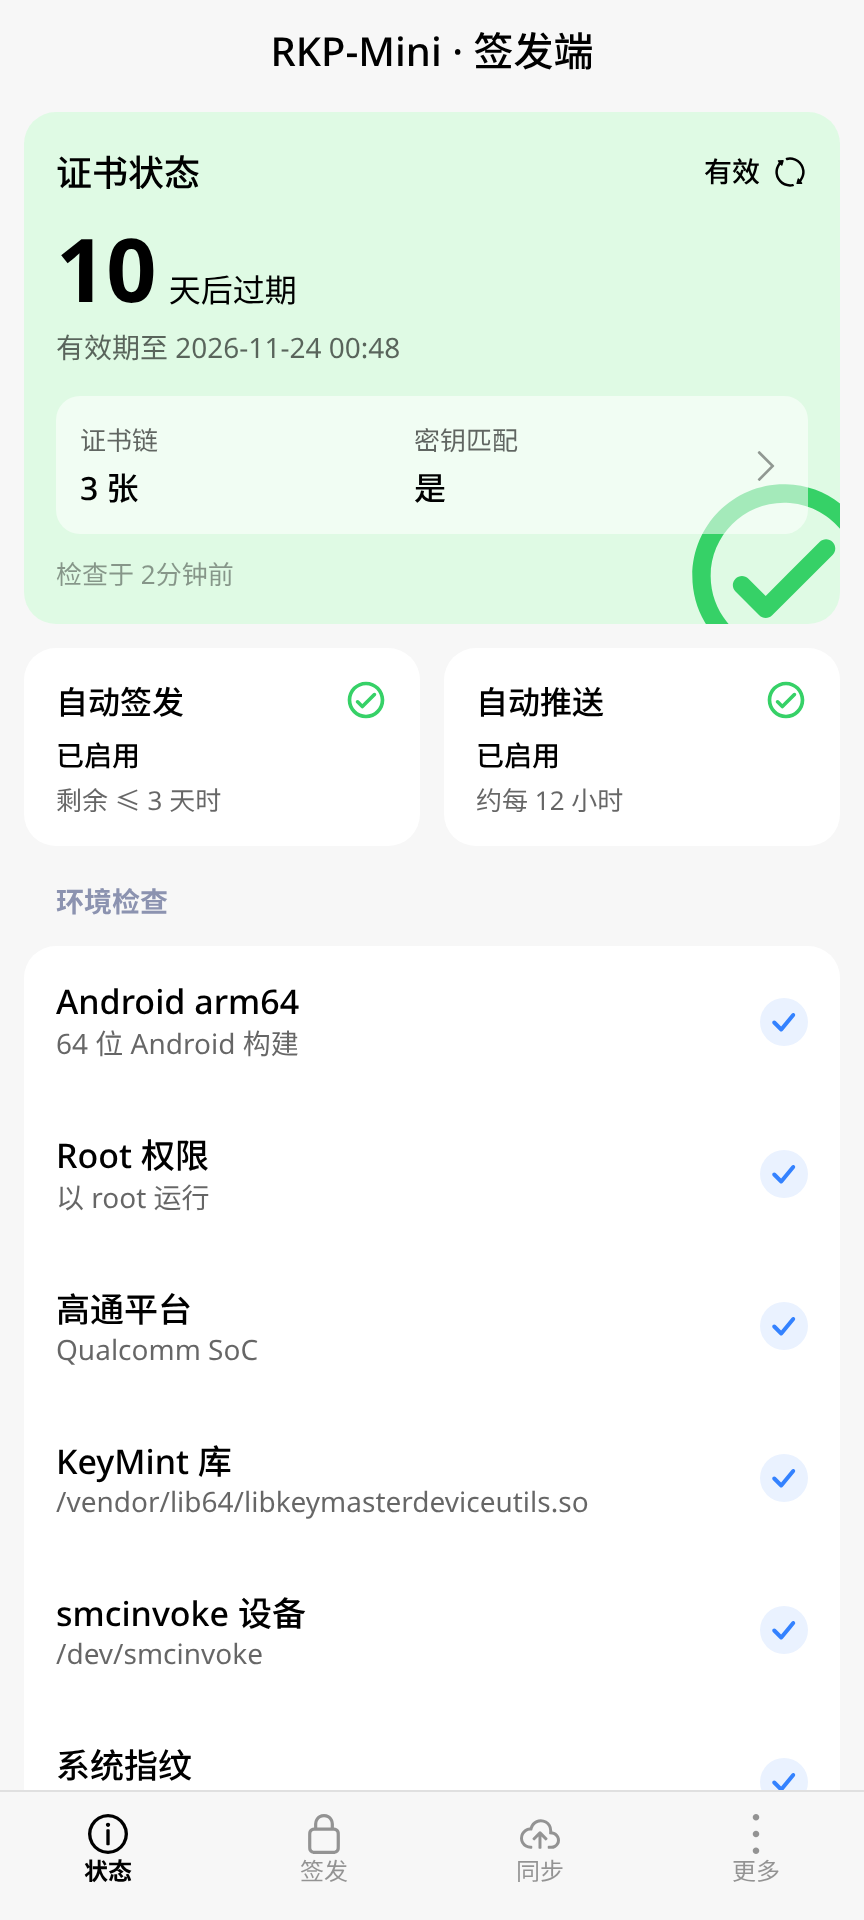 RKP-Mini · 签发端
证书状态
有效
10 天后过期
有效期至 2026-11-24 00:48
证书链
密钥匹配
3 张
是
检查于 2分钟前
自动签发
自动推送
已启用
已启用
剩余 ≤ 3 天时
约每 12 小时
环境检查
Android arm64
64 位 Android 构建
Root 权限
以 root 运行
高通平台
Qualcomm SoC
KeyMint 库
/vendor/lib64/libkeymasterdeviceutils.so
smcinvoke 设备
/dev/smcinvoke
系统指纹
状态
签发
同步
更多